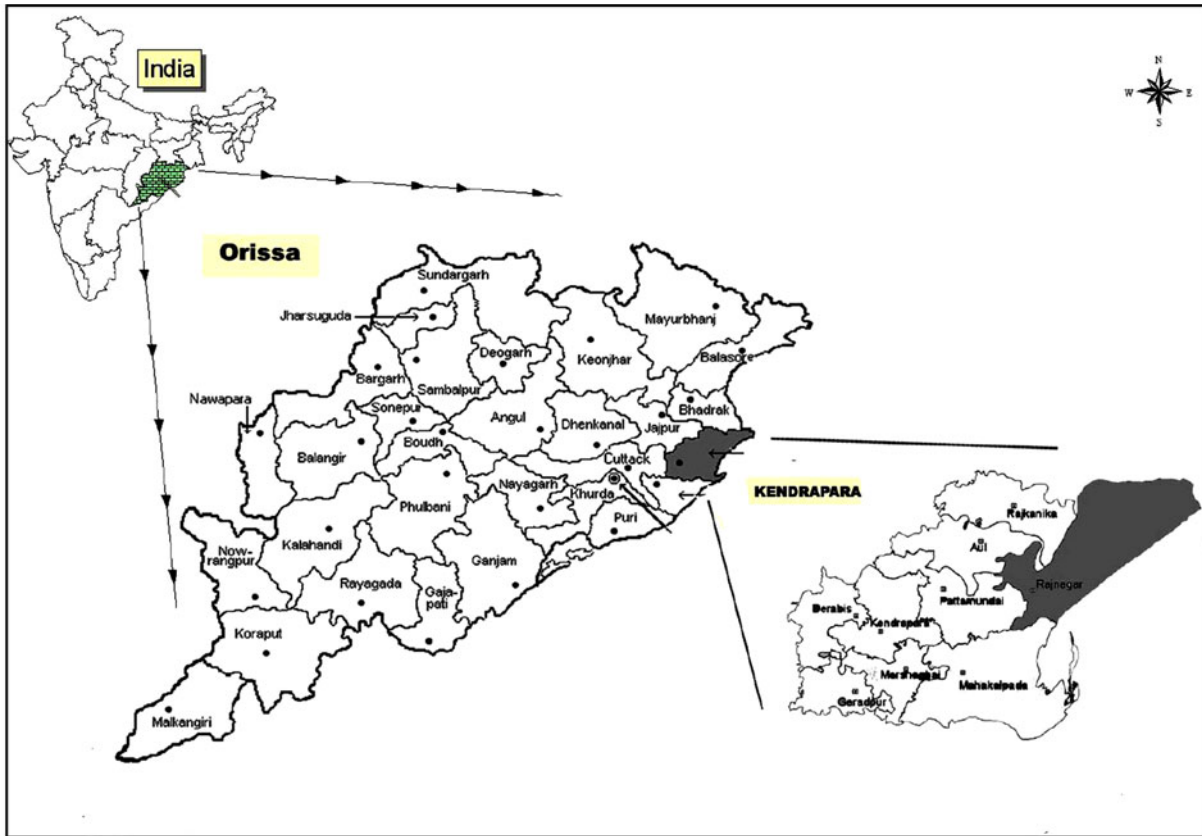 India
N
W E
S
Orissa
Sundargarh
Jharsuguda
Mayurbhanj
Keonjhar
Deogarh
Balasore
Bargarh
Sambalpur
Nawapara
Sonepur
Bhadrak
Angul
Dhenkanal
Jajpur
Boudh
Balangir
Cuttack
Nayagarh
Khurda
KENDRAPARA
Phulbani
Puri
Rajkanika
Aul
Kalahandi
Now-
rangpur
Ganjam
Rayagada
Gaja-
pati
Rajnagar
Pattamundai
Derabis
Kendrapara
Koraput
Marshaghai
Mahakalpada
Garadpur
Malkangiri